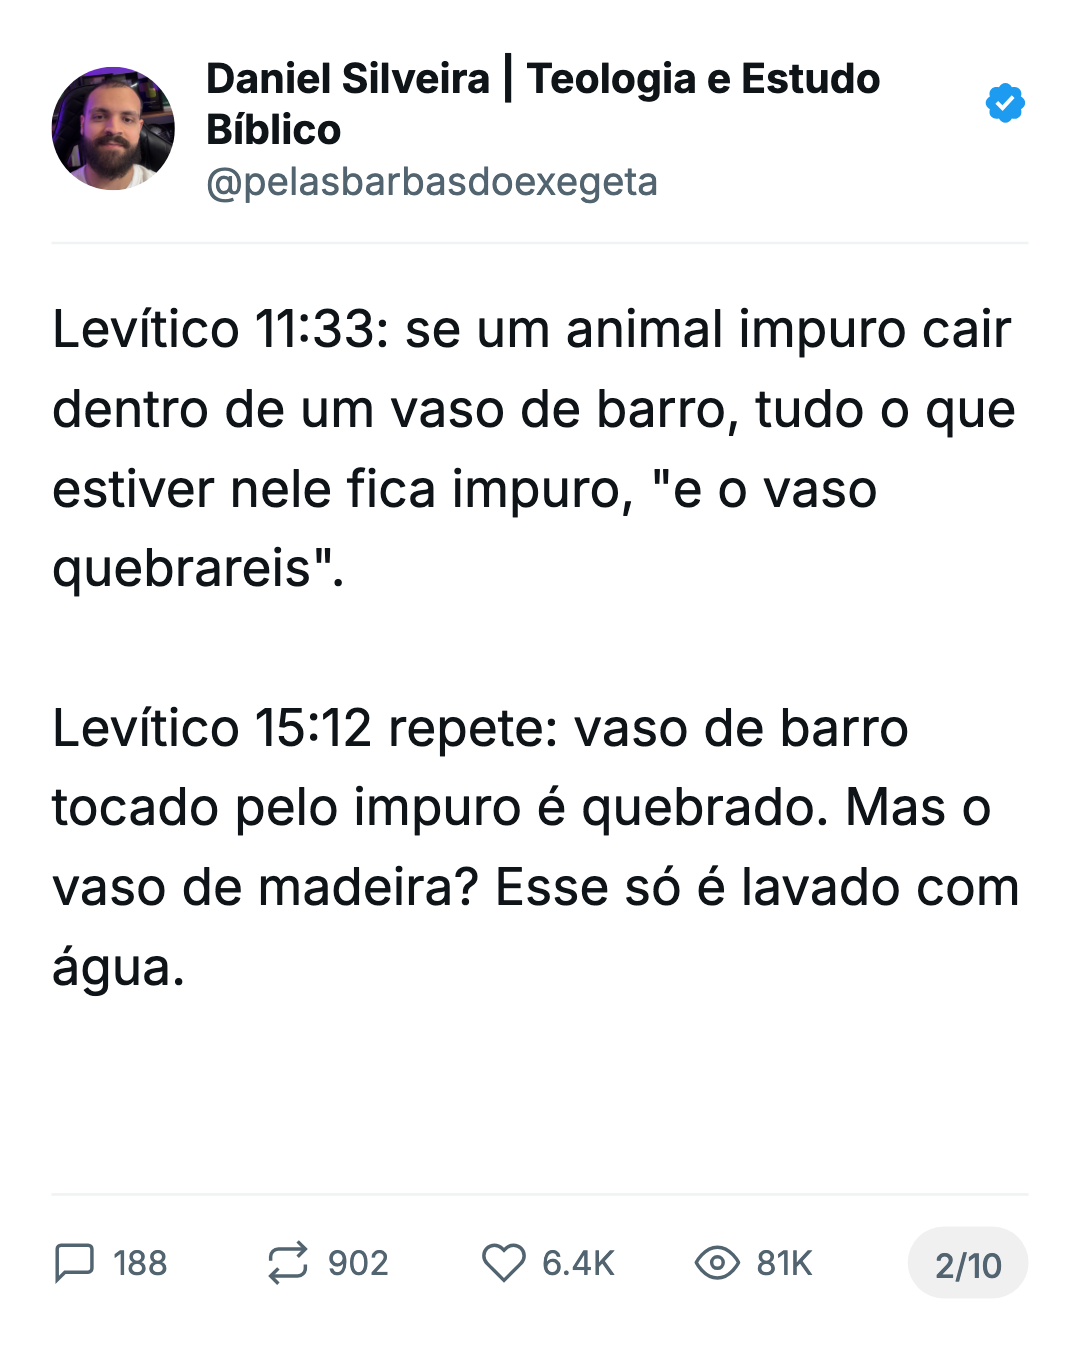 Daniel Silveira | Teologia e Estudo
Bíblico
@pelasbarbasdoexegeta
Levítico 11:33: se um animal impuro cair
dentro de um vaso de barro, tudo o que
estiver nele fica impuro, "e o vaso
quebrareis".
Levítico 15:12 repete: vaso de barro
tocado pelo impuro é quebrado. Mas o
vaso de madeira? Esse só é lavado com
água.
188 902 6.4K 81K 2/10